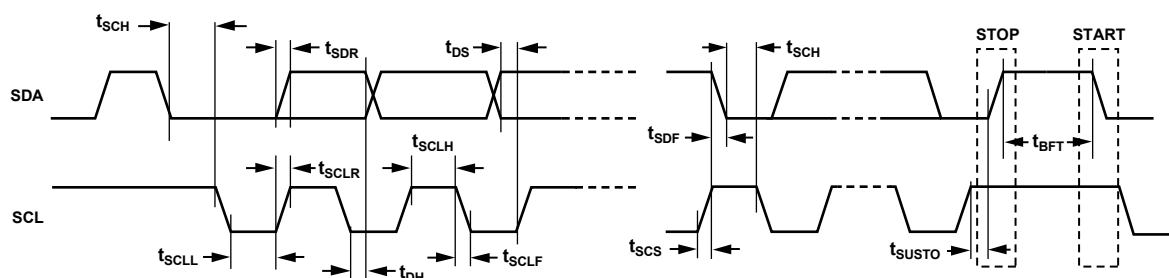 tSCH
tSDR
tDS
tSCH
STOP
START
SDA
tSDF
tBFT
tSCLH
tSCLR
SCL
tSCLL
tDH
tSCLF
tSCS
tSUSTO